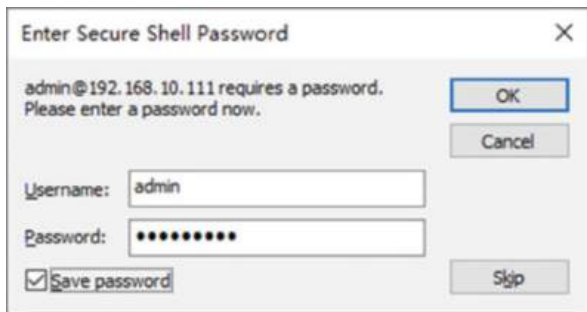 Enter Secure Shell Password
admin@192.168.10.111 requires a password.
Please enter a password now.
OK
Cancel
Username: admin
Password: •••••••••
Save password
Skip